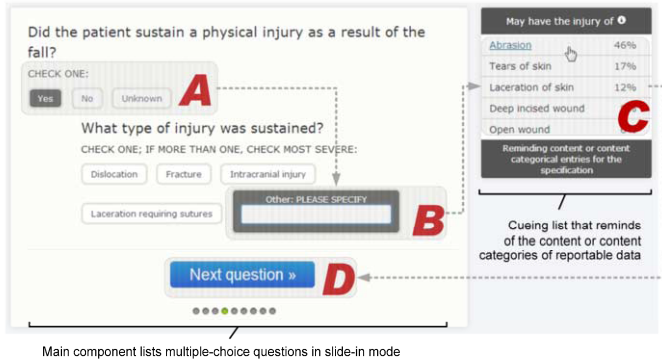 Did the patient sustain a physical injury as a result of the
fall?
CHECK ONE:
Yes
No
Unknown
A
What type of injury was sustained?
CHECK ONE; IF MORE THAN ONE, CHECK MOST SEVERE:
Dislocation
Fracture
Intracranial injury
Laceration requiring sutures
Other: PLEASE SPECIFY
B
Next question »
D
May have the injury of
Abrasion 46%
Tears of skin 17%
Laceration of skin 12%
Deep incised wound
Open wound
C
Reminding content or content
categorical entries for the
specification
Cueing list that reminds
of the content or content
categories of reportable data
Main component lists multiple-choice questions in slide-in mode